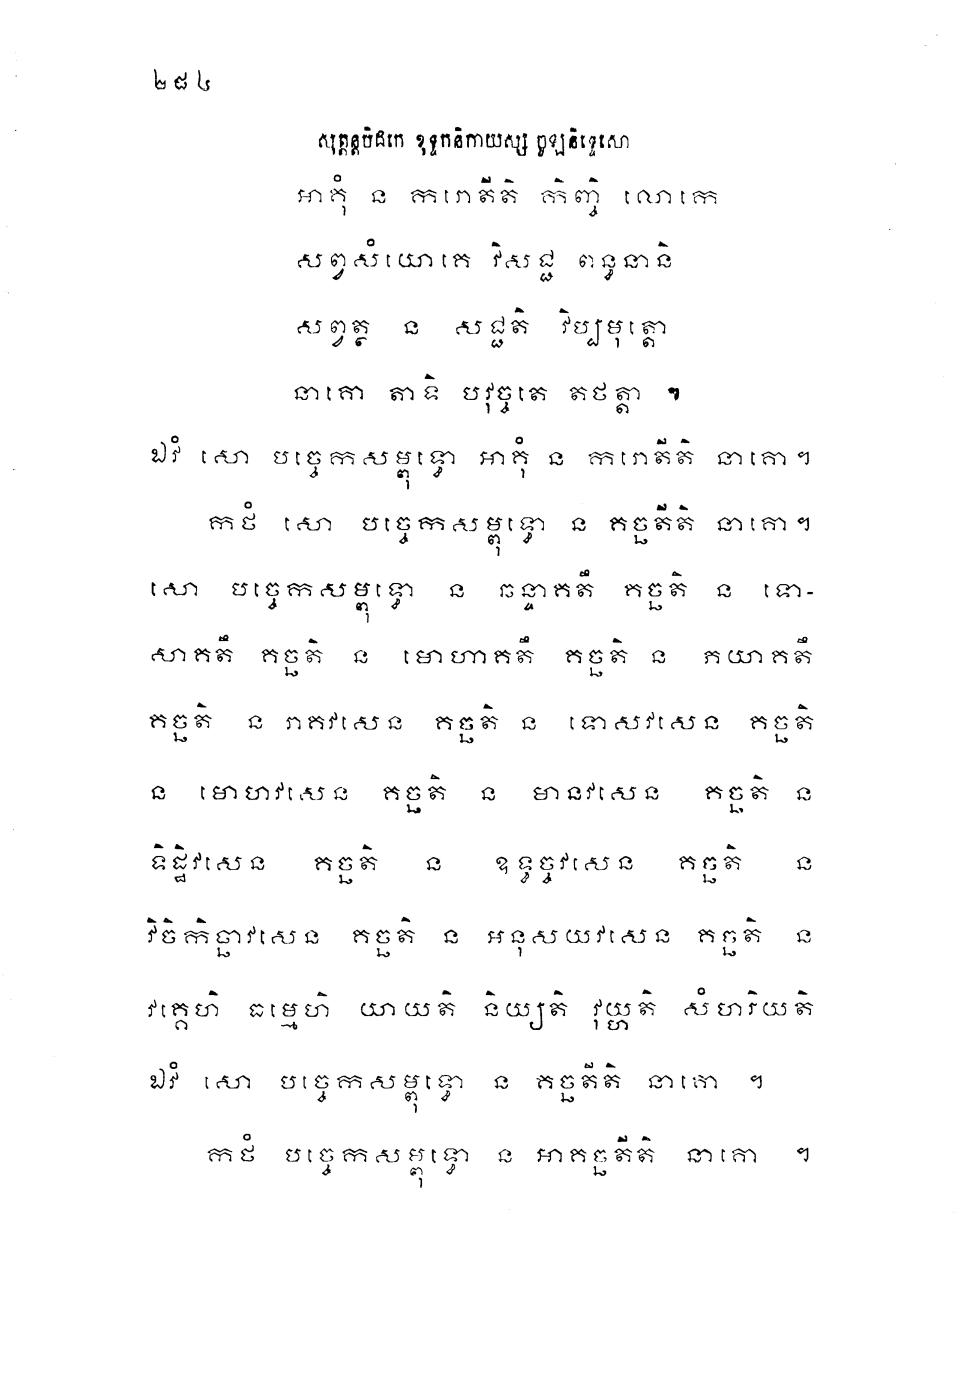 ២៨៤
សុត្តន្តបិដកេ ខុទ្ទកនិកាយស្ស ចូឡនិទ្ទេសោ
អាគុំ ន ករោតីតិ កិញ្ចិ លោកេ
សព្វសំយោគេ វិសជ្ជ ពន្ធនានិ
សព្វត្ថ ន សជ្ជតិ វិប្បមុត្តោ
នាគោ តាទិ បវុច្ចតេ តថត្តា ។
ឯវំ សោ បច្ចេកសម្ពុទ្ធោ អាគុំ ន ករោតីតិ នាគោ។
កថំ សោ បច្ចេកសម្ពុទ្ធោ ន គច្ឆតីតិ នាគោ។
សោ បច្ចេកសម្ពុទ្ធោ ន ឆន្ទាគតឹ គច្ឆតិ ន ទោ-
សាគតឹ គច្ឆតិ ន មោហាគតឹ គច្ឆតិ ន ភយាគតឹ
គច្ឆតិ ន រាគវសេន គច្ឆតិ ន ទោសវសេន គច្ឆតិ
ន មោហវសេន គច្ឆតិ ន មានវសេន គច្ឆតិ ន
ទិដ្ឋិវសេន គច្ឆតិ ន ឧទ្ធច្ចវសេន គច្ឆតិ ន
វិចិកិច្ឆាវសេន គច្ឆតិ ន អនុសយវសេន គច្ឆតិ ន
វគ្គេហិ ធម្មេហិ យាយតិ និយ្យតិ វុយ្ហតិ សំហរិយតិ
ឯវំ សោ បច្ចេកសម្ពុទ្ធោ ន គច្ឆតីតិ នាគោ ។
កថំ បច្ចេកសម្ពុទ្ធោ ន អាគច្ឆតីតិ នាគោ ។